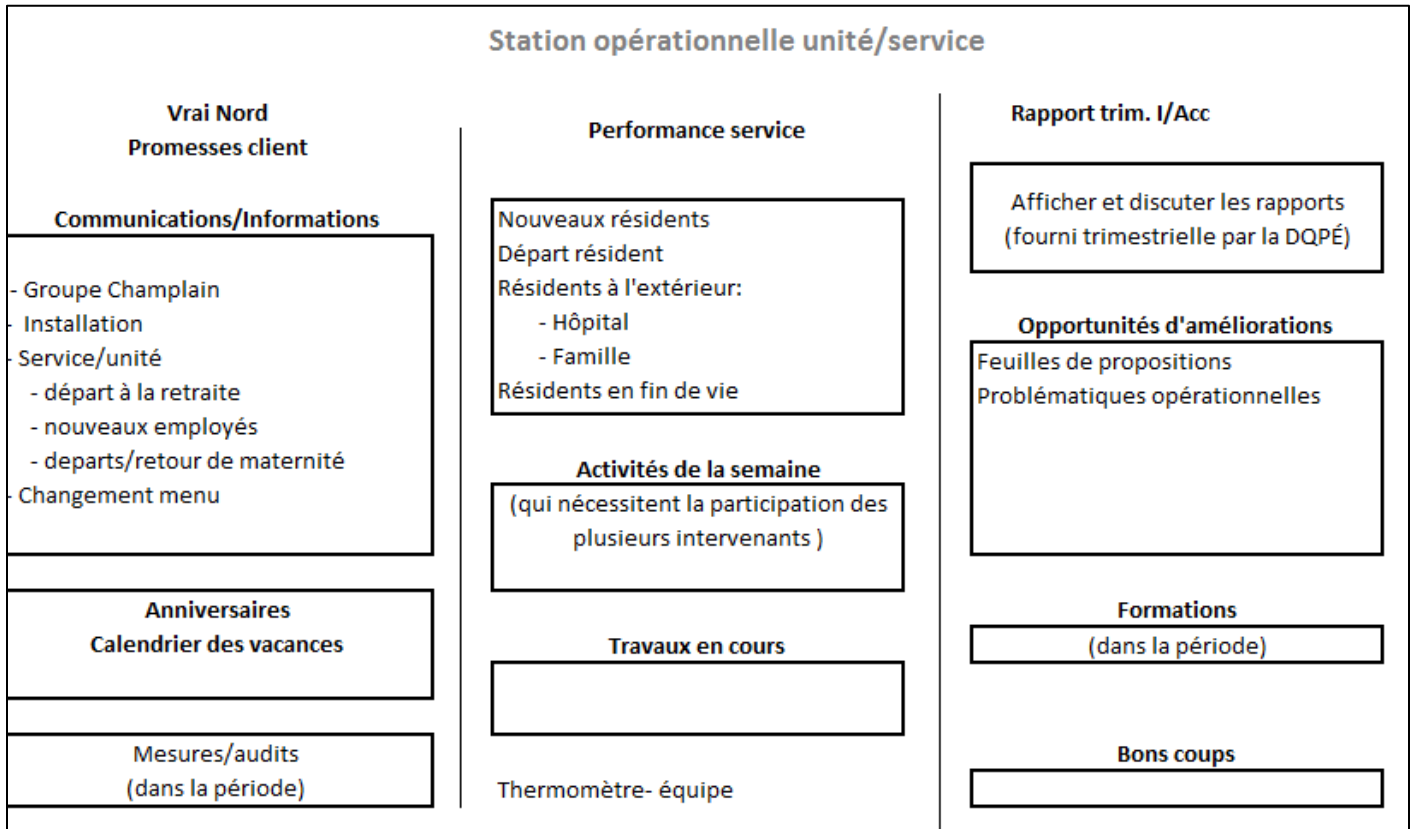 Station opérationnelle unité/service
Vrai Nord
Promesses client
Communications/Informations
- Groupe Champlain
- Installation
- Service/unité
- départ à la retraite
- nouveaux employés
- departs/retour de maternité
- Changement menu
Anniversaires
Calendrier des vacances
Mesures/audits
(dans la période)
Performance service
Nouveaux résidents
Départ résident
Résidents à l'extérieur:
- Hôpital
- Famille
Résidents en fin de vie
Activités de la semaine
(qui nécessitent la participation des
plusieurs intervenants )
Travaux en cours
Thermomètre- équipe
Rapport trim. I/Acc
Afficher et discuter les rapports
(fourni trimestrielle par la DQPÉ)
Opportunités d'améliorations
Feuilles de propositions
Problématiques opérationnelles
Formations
(dans la période)
Bons coups